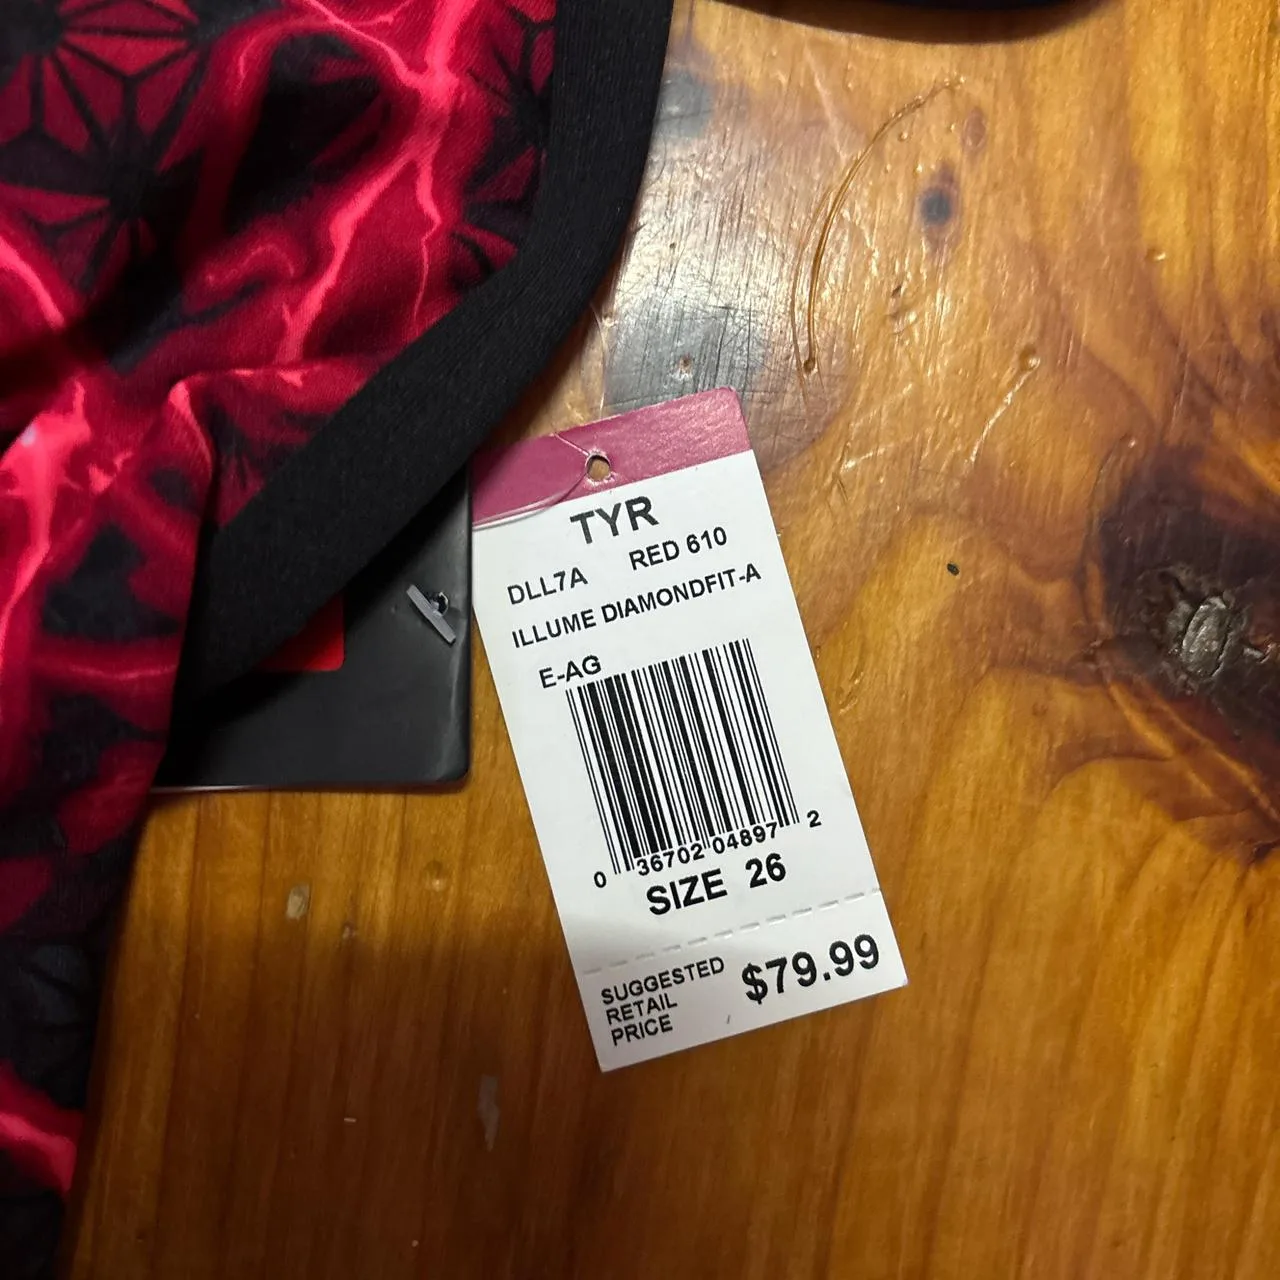 TYR
DLL7A RED 610
ILLUME DIAMONDFIT-A
E-AG
0 36702 04897 2
SIZE 26
SUGGESTED
RETAIL
PRICE
$79.99